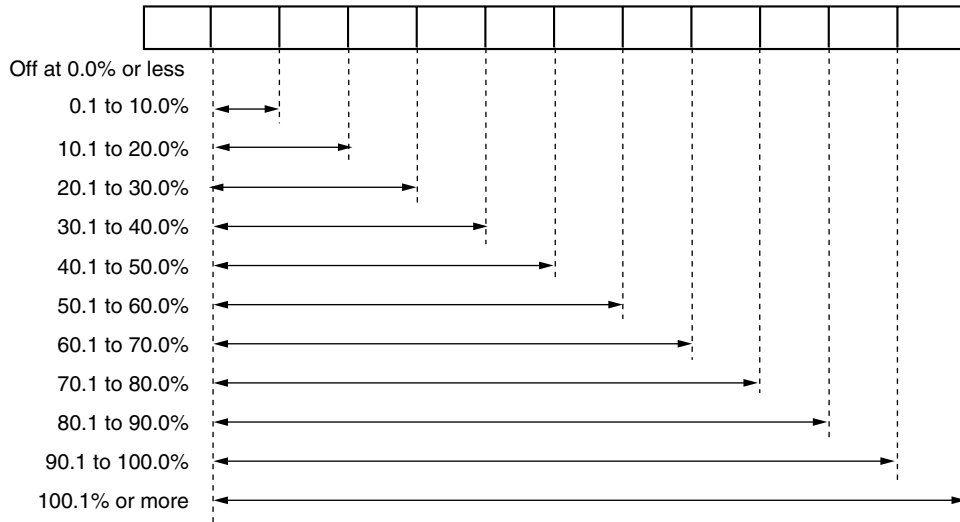 Off at 0.0% or less
0.1 to 10.0%
10.1 to 20.0%
20.1 to 30.0%
30.1 to 40.0%
40.1 to 50.0%
50.1 to 60.0%
60.1 to 70.0%
70.1 to 80.0%
80.1 to 90.0%
90.1 to 100.0%
100.1% or more